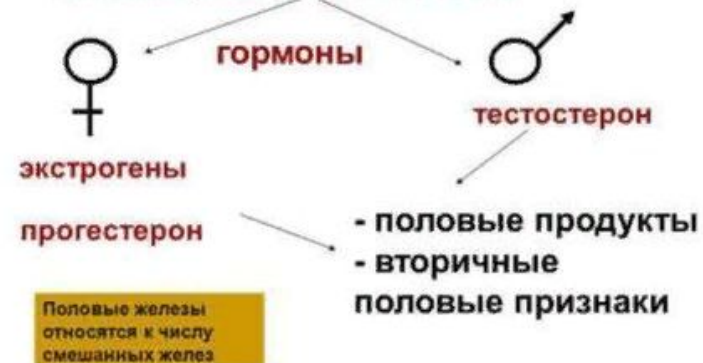 гормоны
тестостерон
экстрогены
прогестерон
- половые продукты
- вторичные
половые признаки
Половые железы
относятся к числу
смешанных желез